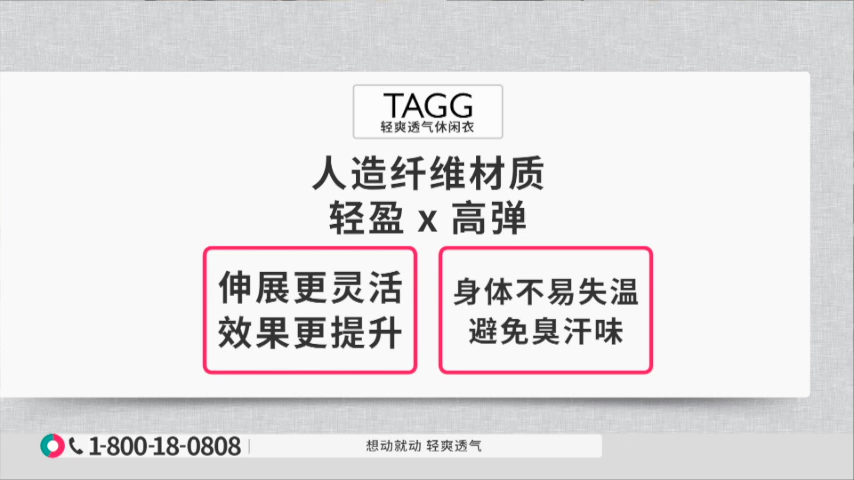 TAGG
轻爽透气休闲衣
人造纤维材质
轻盈 x 高弹
伸展更灵活
效果更提升
身体不易失温
避免臭汗味
1-800-18-0808
想动就动 轻爽透气